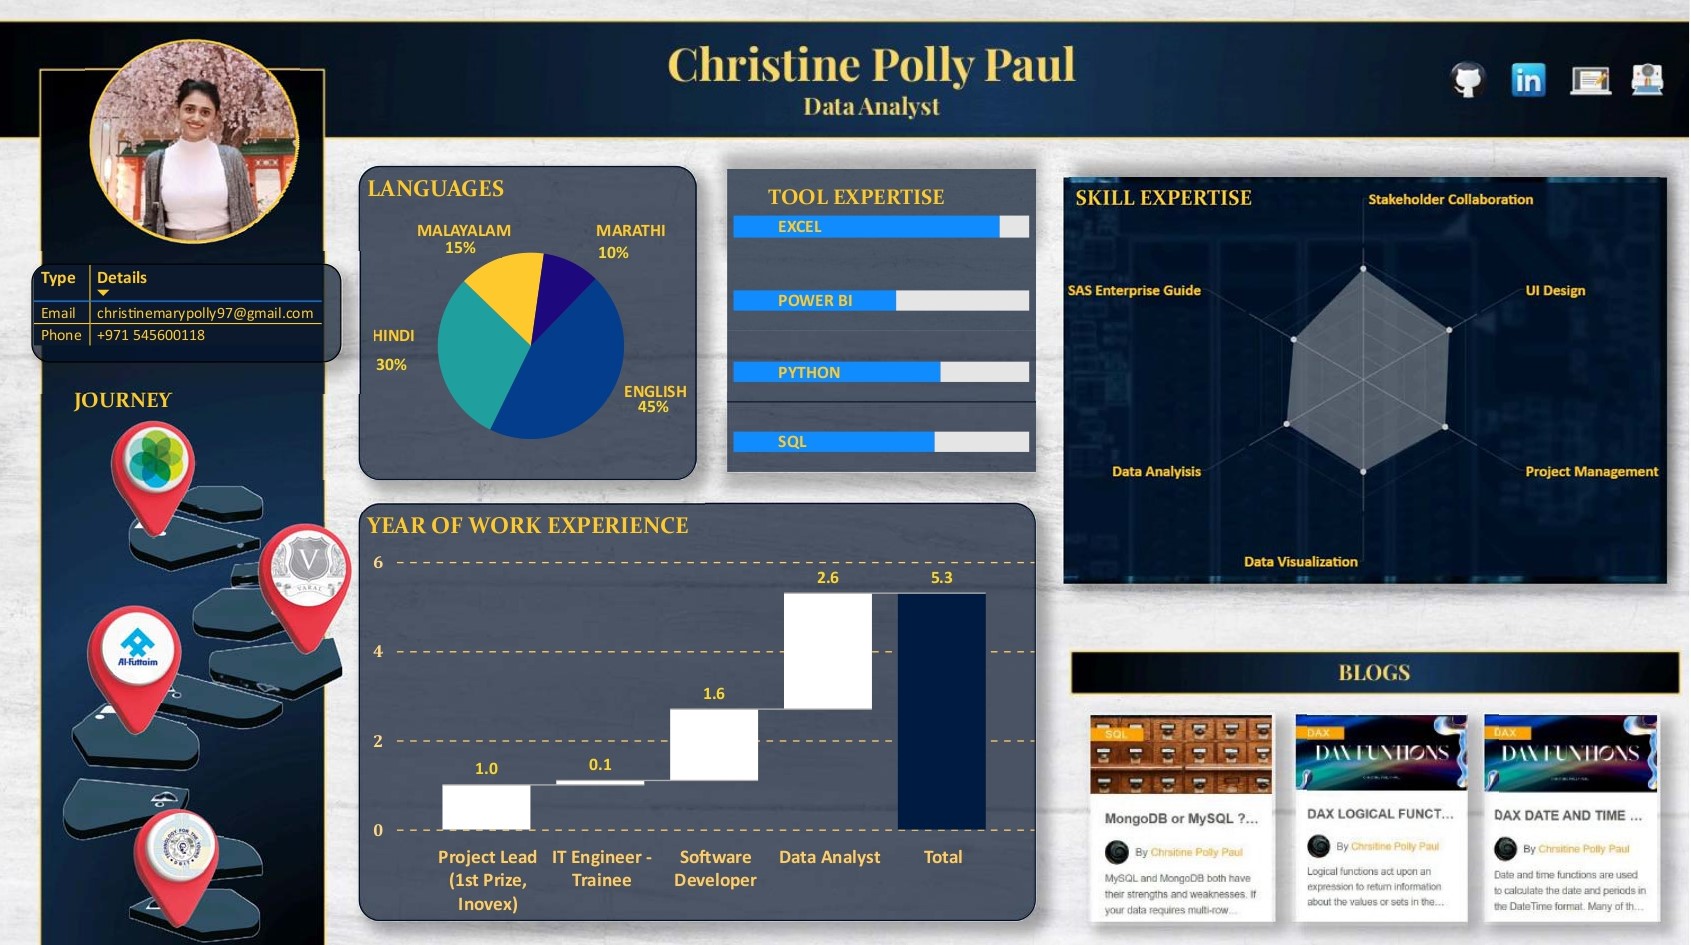 Christine Polly Paul
Data Analyst
in
Type Details
Email christinemarypolly97@gmail.com
Phone +971 545600118
JOURNEY
V
VARAL
Al-Futtaim
LANGUAGES
MALAYALAM
15%
MARATHI
10%
HINDI
30%
ENGLISH
45%
TOOL EXPERTISE
EXCEL
POWER BI
PYTHON
SQL
SKILL EXPERTISE
Stakeholder Collaboration
SAS Enterprise Guide
UI Design
Data Analyisis
Project Management
Data Visualization
YEAR OF WORK EXPERIENCE
6
4
2
0
1.0
0.1
1.6
2.6
5.3
Project Lead
(1st Prize,
Inovex)
IT Engineer -
Trainee
Software
Developer
Data Analyst
Total
BLOGS
SQL
MongoDB or MySQL ?...
By Chrsitine Polly Paul
MySQL and MongoDB both have
their strengths and weaknesses. If
your data requires multi-row...
DAX
DAX FUNTIONS
DAX LOGICAL FUNCT...
By Chrsitine Polly Paul
Logical functions act upon an
expression to return information
about the values or sets in the...
DAX
DAX FUNTIONS
DAX DATE AND TIME ...
By Chrsitine Polly Paul
Date and time functions are used
to calculate the date and periods in
the DateTime format. Many of th...